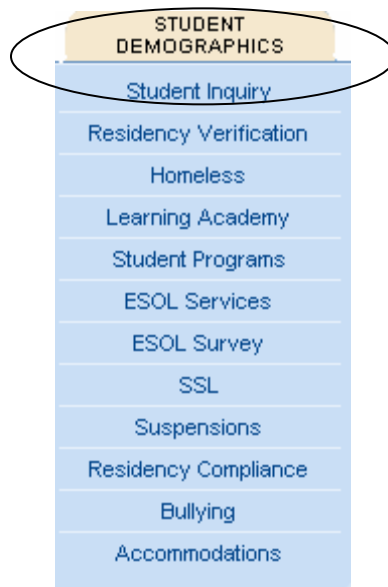 STUDENT
DEMOGRAPHICS
Student Inquiry
Residency Verification
Homeless
Learning Academy
Student Programs
ESOL Services
ESOL Survey
SSL
Suspensions
Residency Compliance
Bullying
Accommodations